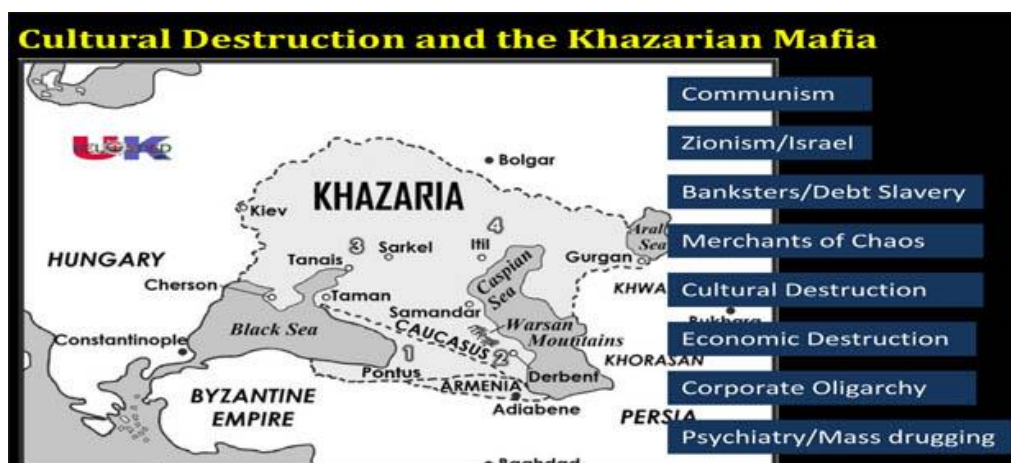 Cultural Destruction and the Khazarian Mafia
Communism
Zionism/Israel
Banksters/Debt Slavery
Merchants of Chaos
Cultural Destruction
Economic Destruction
Corporate Oligarchy
Psychiatry/Mass drugging
UK
Bolgar
KHAZARIA
Kiev
4
3
Sarkel
Itil
Aral
Sea
HUNGARY
Tanais
Gurgan
Cherson
Caspian
Sea
KHWA
Taman
Samandar
Black Sea
CAUCASUS
Warsan
Mountains
Constantinople
1
2
KHORASAN
Pontus
Derbent
ARMENIA
BYZANTINE
EMPIRE
Adiabene
PERSIA